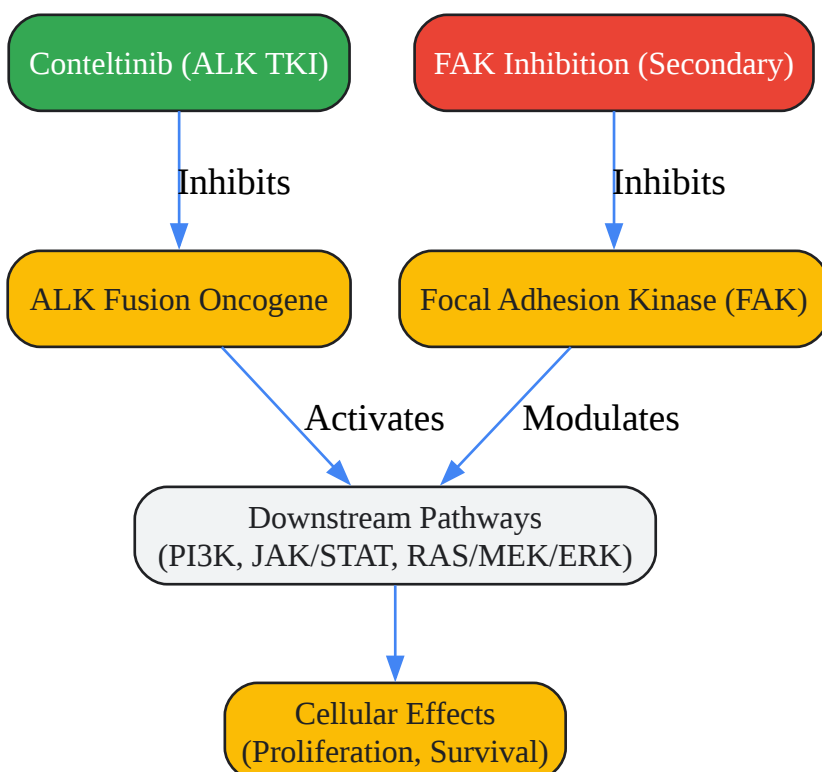 Conteltinib (ALK TKI)
FAK Inhibition (Secondary)
Inhibits
Inhibits
ALK Fusion Oncogene
Focal Adhesion Kinase (FAK)
Activates
Modulates
Downstream Pathways
(PI3K, JAK/STAT, RAS/MEK/ERK)
Cellular Effects
(Proliferation, Survival)